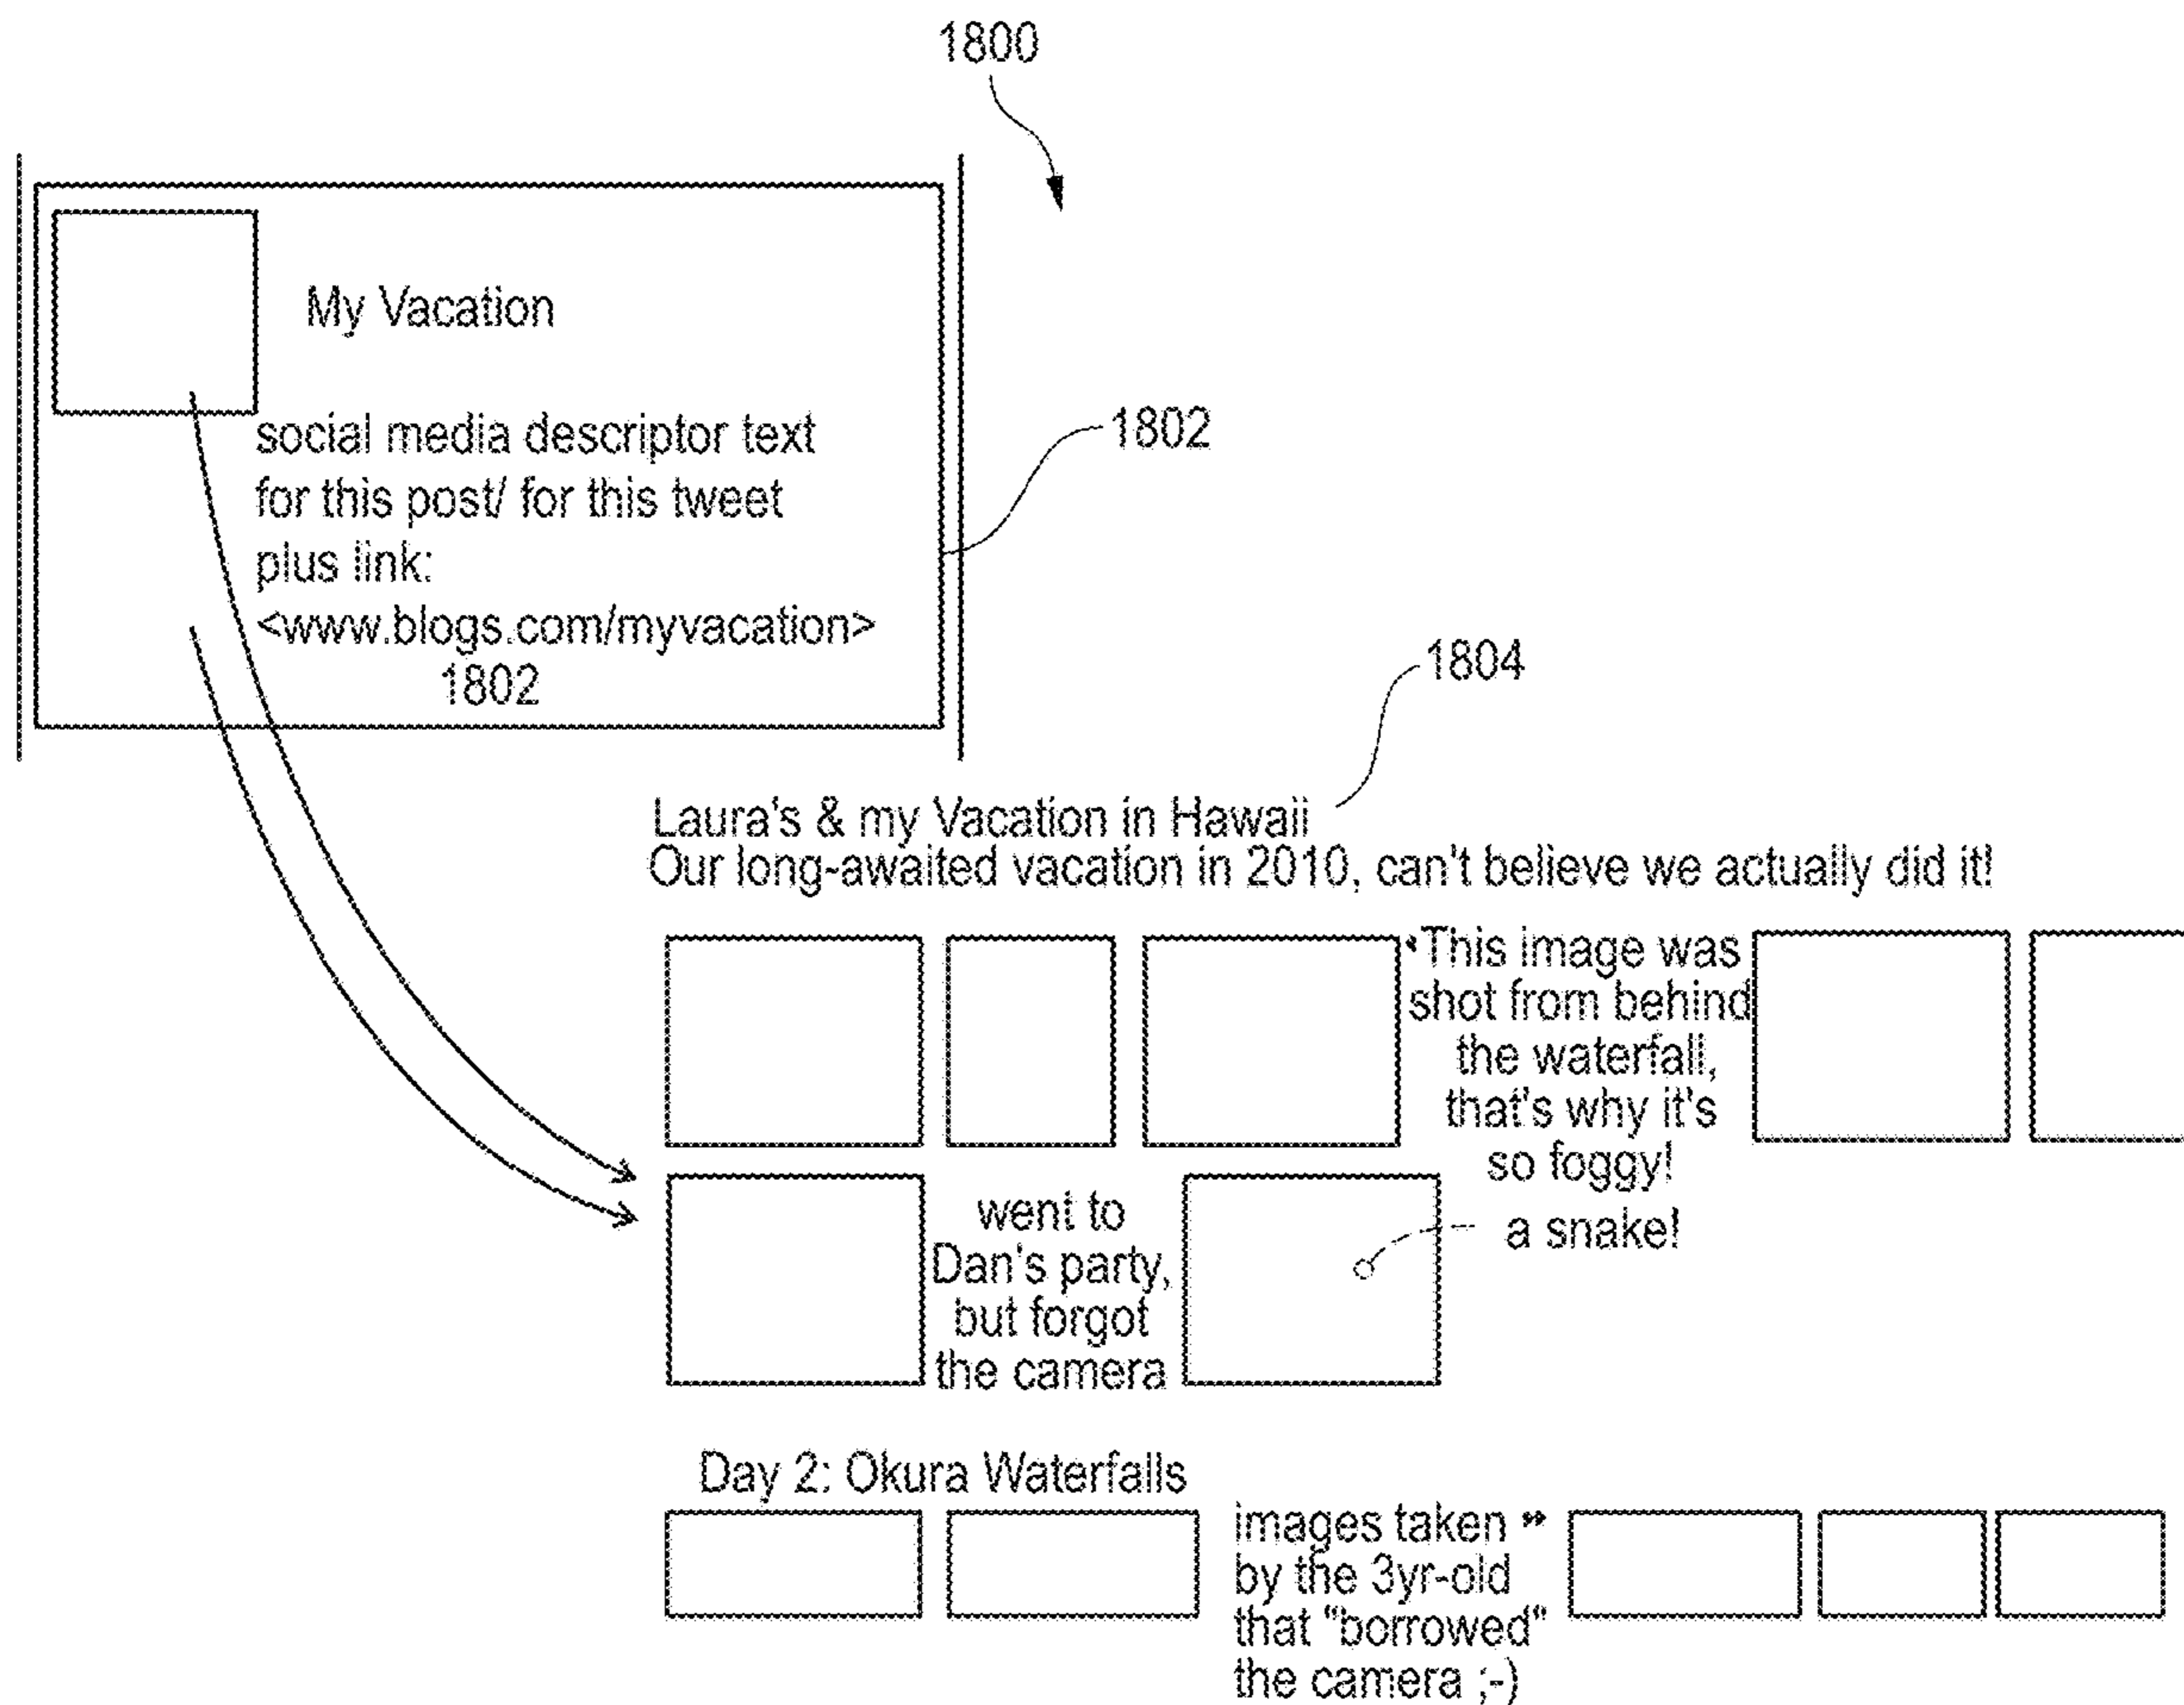 1800
My Vacation
social media descriptor text
for this post/ for this tweet
plus link:
<www.blogs.com/myvacation>
1802
1802
1804
Laura's & my Vacation in Hawaii
Our long-awaited vacation in 2010, can't believe we actually did it!
This image was
shot from behind
the waterfall,
that's why it's
so foggy!
went to
Dan's party,
but forgot
the camera
a snake!
Day 2: Okura Waterfalls
images taken
by the 3yr-old
that "borrowed"
the camera ;-)